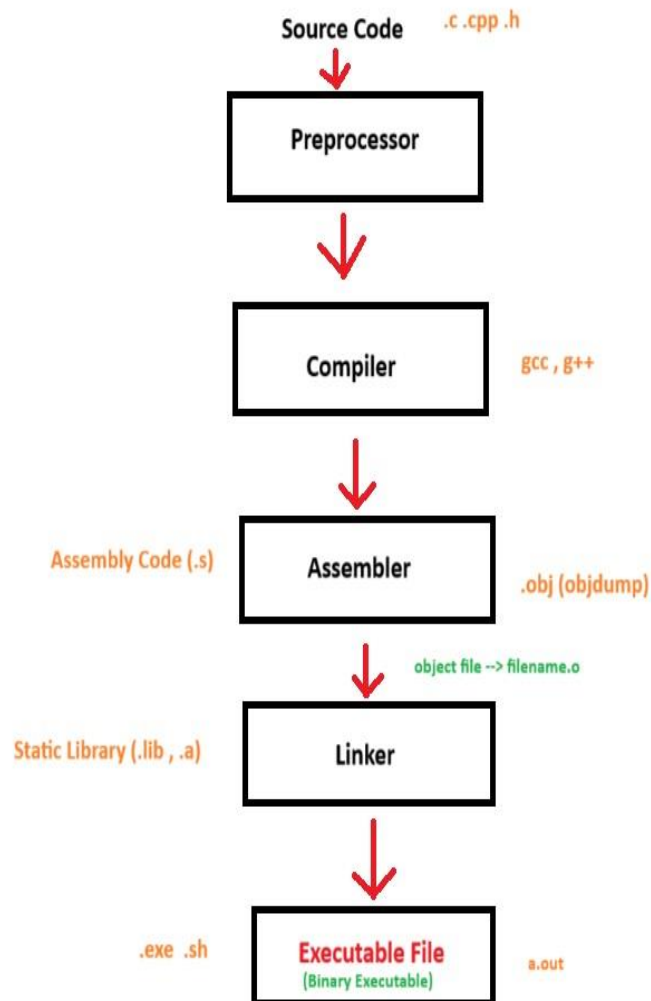 Source Code
.c .cpp .h
Preprocessor
Compiler
gcc , g++
Assembly Code (.s)
Assembler
.obj (objdump)
object file --> filename.o
Static Library (.lib , .a)
Linker
.exe .sh
Executable File
(Binary Executable)
a.out